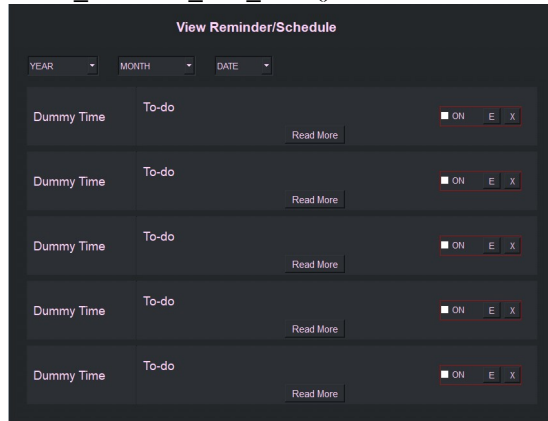 View Reminder/Schedule
YEAR MONTH DATE
Dummy Time To-do ON E X
Read More
Dummy Time To-do ON E X
Read More
Dummy Time To-do ON E X
Read More
Dummy Time To-do ON E X
Read More
Dummy Time To-do ON E X
Read More